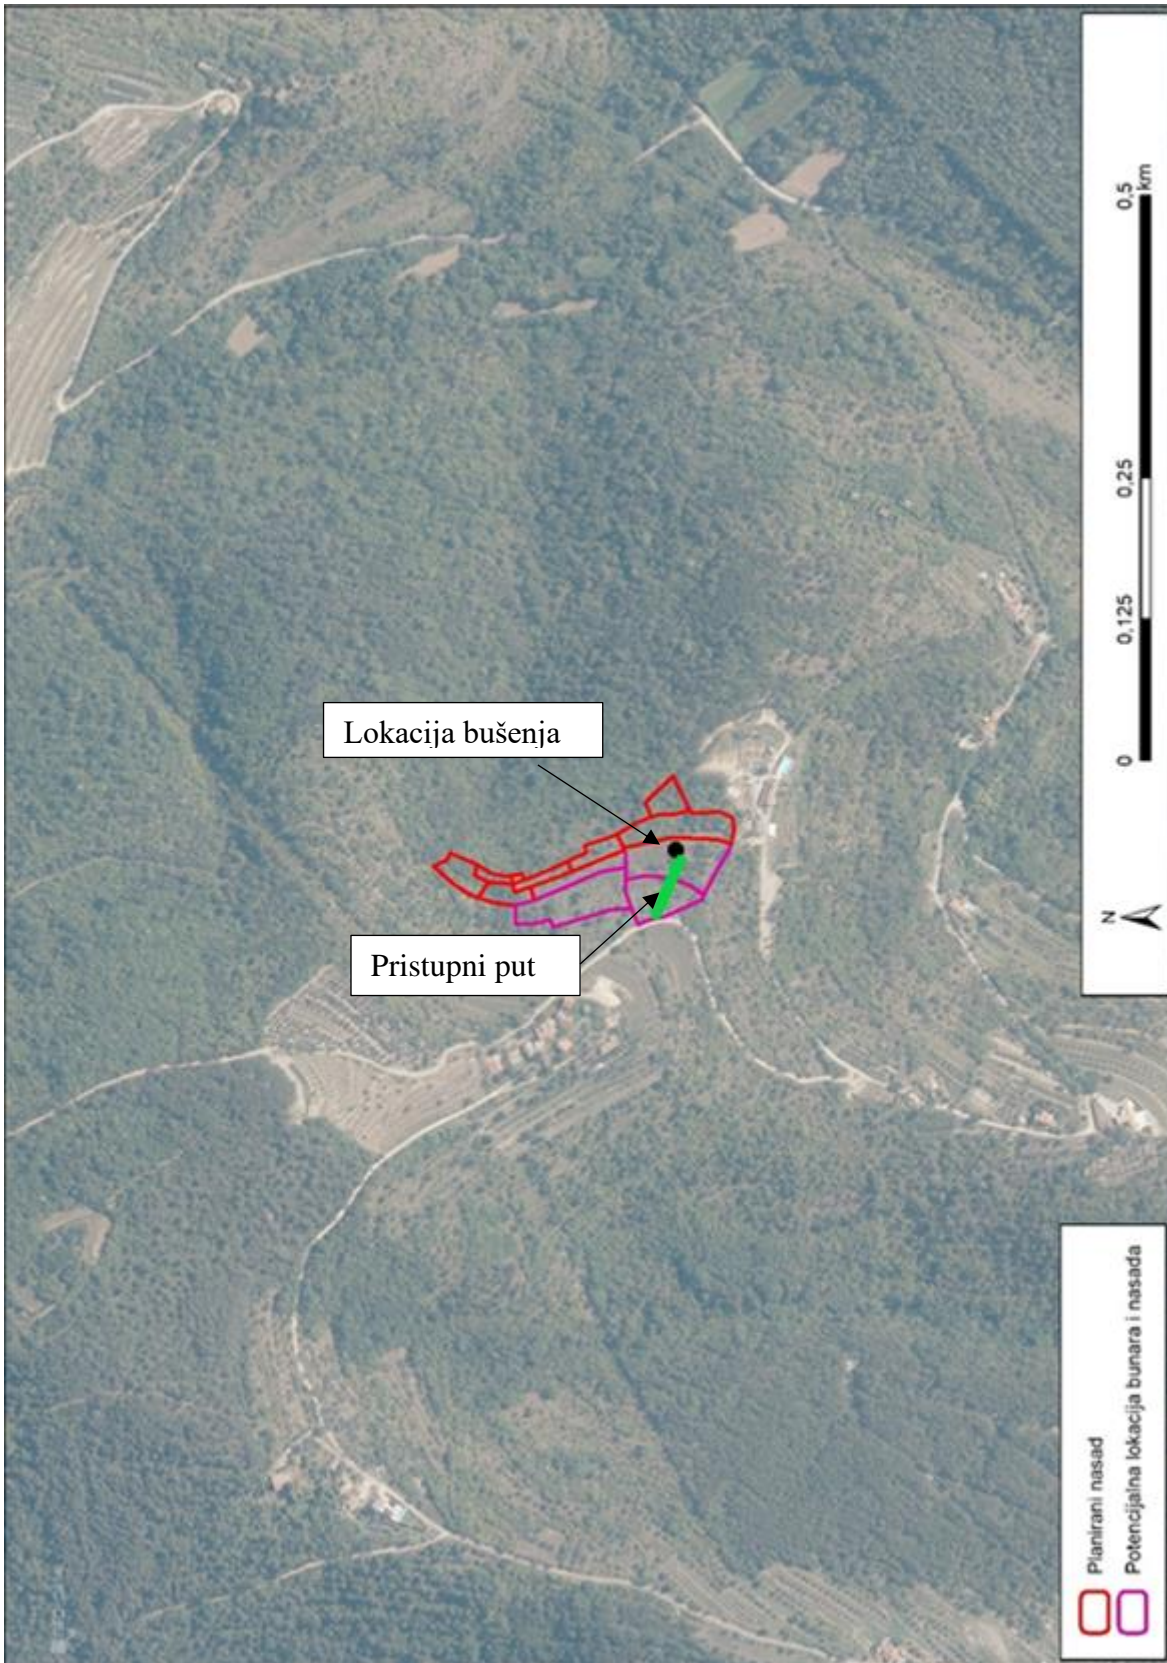 Lokacija bušenja
Pristupni put
N
0
0,125
0,25
0,5
km
Planirani nasad
Potencijalna lokacija bunara i nasada